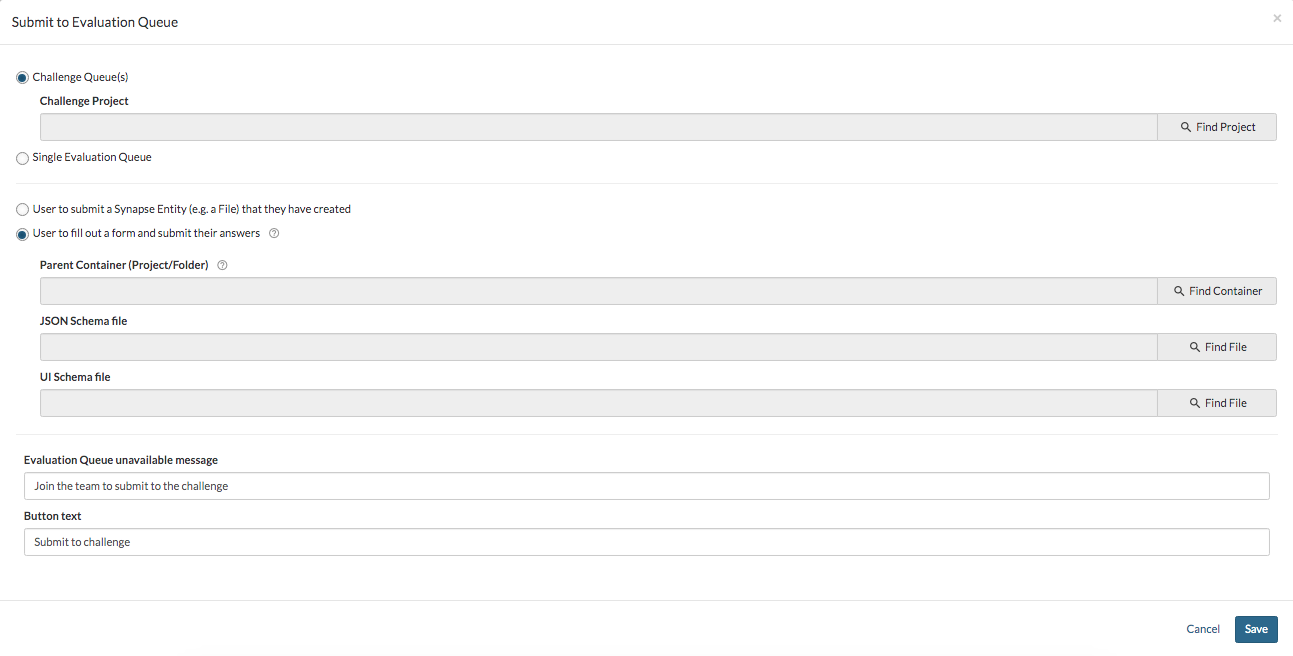 Submit to Evaluation Queue
×
Challenge Queue(s)
Challenge Project
Find Project
Single Evaluation Queue
User to submit a Synapse Entity (e.g. a File) that they have created
User to fill out a form and submit their answers ?
Parent Container (Project/Folder) ?
Find Container
JSON Schema file
Find File
UI Schema file
Find File
Evaluation Queue unavailable message
Join the team to submit to the challenge
Button text
Submit to challenge
Cancel Save